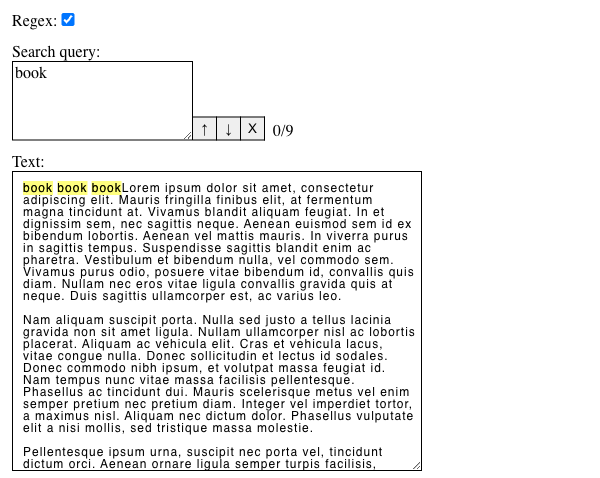 Regex:
Search query:
book
↑ ↓ X 0/9
Text:
book book bookLorem ipsum dolor sit amet, consectetur
adipiscing elit. Mauris fringilla finibus elit, at fermentum
magna tincidunt at. Vivamus blandit aliquam feugiat. In et
dignissim sem, nec sagittis neque. Aenean euismod sem id ex
bibendum lobortis. Aenean vel mattis mauris. In viverra purus
in sagittis tempus. Suspendisse sagittis blandit enim ac
pharetra. Vestibulum et bibendum nulla, vel commodo sem.
Vivamus purus odio, posuere vitae bibendum id, convallis quis
diam. Nullam nec eros vitae ligula convallis gravida quis at
neque. Duis sagittis ullamcorper est, ac varius leo.
Nam aliquam suscipit porta. Nulla sed justo a tellus lacinia
gravida non sit amet ligula. Nullam ullamcorper nisl ac lobortis
placerat. Aliquam ac vehicula elit. Cras et vehicula lacus,
vitae congue nulla. Donec sollicitudin et lectus id sodales.
Donec commodo nibh ipsum, et volutpat massa feugiat id.
Nam tempus nunc vitae massa facilisis pellentesque.
Phasellus ac tincidunt dui. Mauris scelerisque metus vel enim
semper pretium nec pretium diam. Integer vel imperdiet tortor,
a maximus nisl. Aliquam nec dictum dolor. Phasellus vulputate
elit a nisi mollis, sed tristique massa molestie.
Pellentesque ipsum urna, suscipit nec porta vel, tincidunt
dictum orci. Aenean ornare ligula semper turpis facilisis,